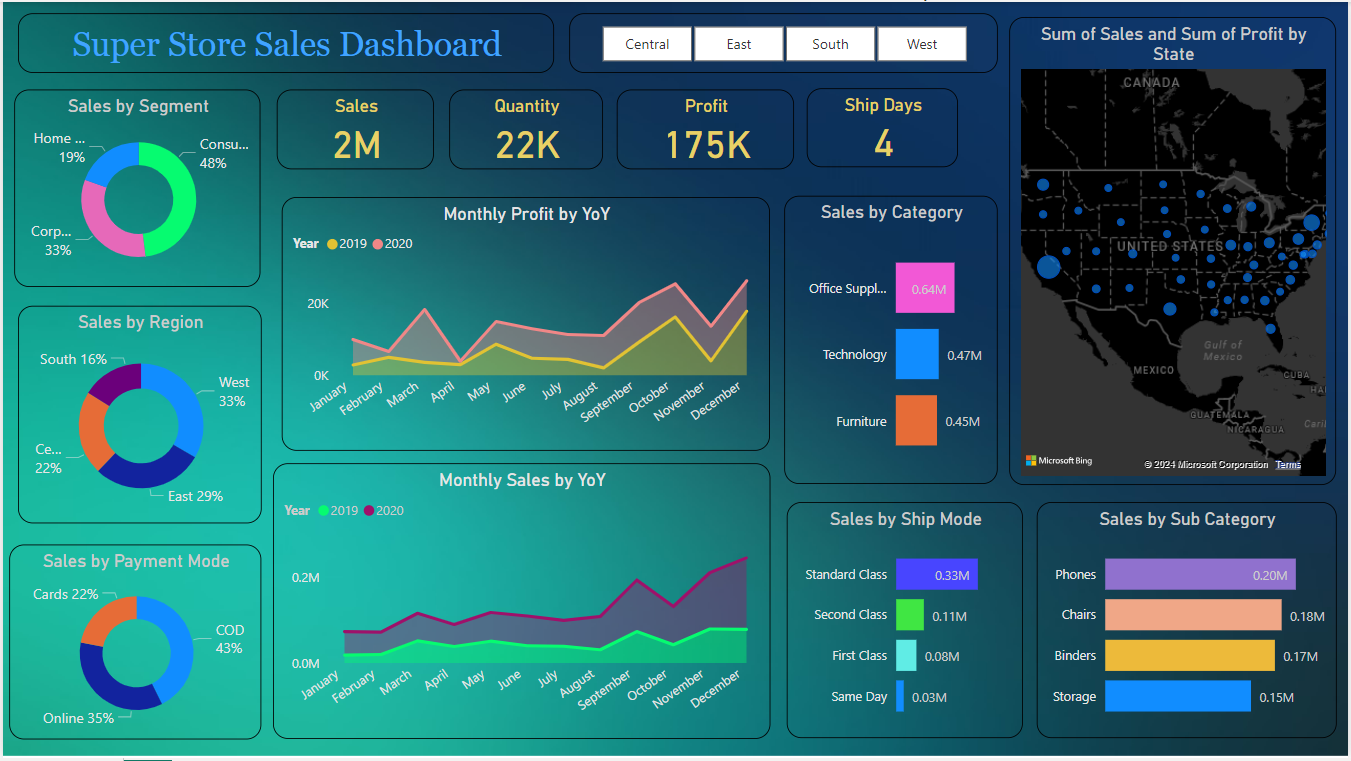 Super Store Sales Dashboard
Central
East
South
West
Sum of Sales and Sum of Profit by
State
Sales by Segment
Home ...
19%
Consu...
48%
Corp...
33%
Sales
2M
Quantity
22K
Profit
175K
Ship Days
4
Monthly Profit by YoY
Year 2019 2020
20K
0K
January
February
March
April
May
June
July
August
September
October
November
December
Sales by Category
Office Suppl...
0.64M
Technology
0.47M
Furniture
0.45M
CANADA
UNITED STATES
Gulf of
Mexico
MEXICO
CUBA
GUATEMALA
NICARAGUA
Microsoft Bing
© 2024 Microsoft Corporation Terms
Sales by Region
South 16%
West
33%
Ce...
22%
East 29%
Monthly Sales by YoY
Year 2019 2020
0.2M
0.0M
January
February
March
April
May
June
July
August
September
October
November
December
Sales by Payment Mode
Cards 22%
COD
43%
Online 35%
Sales by Ship Mode
Standard Class
0.33M
Second Class
0.11M
First Class
0.08M
Same Day
0.03M
Sales by Sub Category
Phones
0.20M
Chairs
0.18M
Binders
0.17M
Storage
0.15M